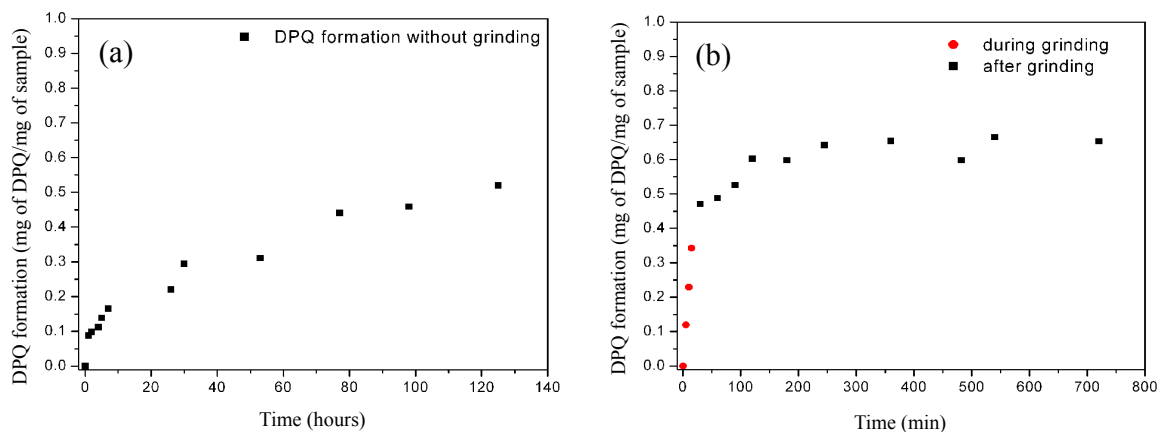 (a)
DPQ formation without grinding
DPQ formation (mg of DPQ/mg of sample)
1.0
0.9
0.8
0.7
0.6
0.5
0.4
0.3
0.2
0.1
0.0
0 20 40 60 80 100 120 140
Time (hours)
(b)
during grinding
after grinding
DPQ formation (mg of DPQ/mg of sample)
1.0
0.9
0.8
0.7
0.6
0.5
0.4
0.3
0.2
0.1
0.0
0 100 200 300 400 500 600 700 800
Time (min)